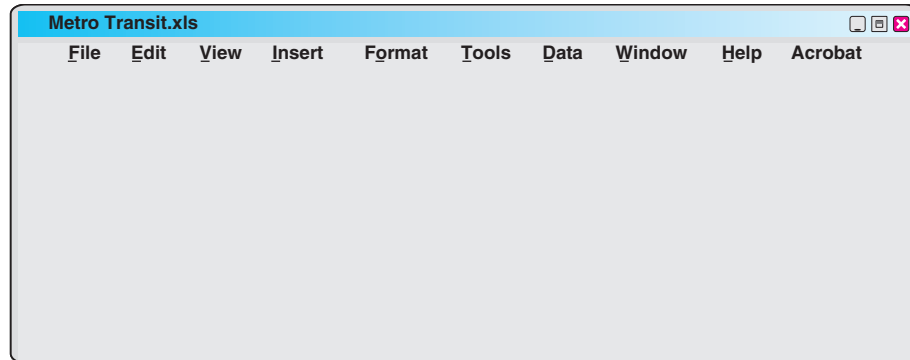 Metro Transit.xls
File Edit View Insert Format Tools Data Window Help Acrobat